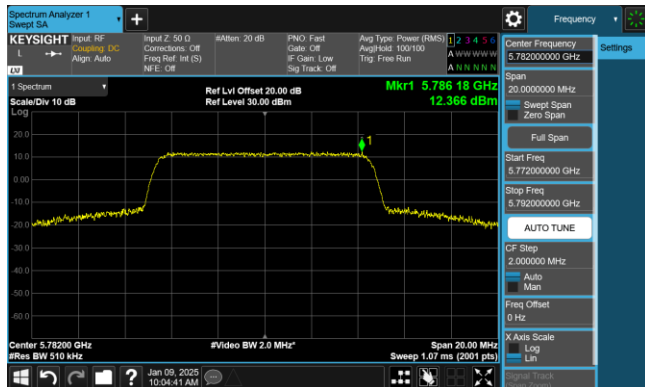 Spectrum Analyzer 1
Swept SA
+
Frequency
KEYSIGHT
L
LXI
Input: RF
Coupling: DC
Align: Auto
Input Z: 50 Ω
Corrections: Off
Freq Ref: Int (S)
NFE: Off
#Atten: 20 dB
PNO: Fast
Gate: Off
IF Gain: Low
Sig Track: Off
Avg Type: Power (RMS)
Avg|Hold: 100/100
Trig: Free Run
1 2 3 4 5 6
A W W W W W
A N N N N N
1 Spectrum
Scale/Div 10 dB
Log
Ref Lvl Offset 20.00 dB
Ref Level 30.00 dBm
Mkr1 5.786 18 GHz
12.366 dBm
1
20.0
10.0
0.00
-10.0
-20.0
-30.0
-40.0
-50.0
-60.0
Center 5.78200 GHz
#Res BW 510 kHz
#Video BW 2.0 MHz*
Span 20.00 MHz
Sweep 1.07 ms (2001 pts)
Center Frequency
5.782000000 GHz
Span
20.0000000 MHz
Swept Span
Zero Span
Full Span
Start Freq
5.772000000 GHz
Stop Freq
5.792000000 GHz
AUTO TUNE
CF Step
2.000000 MHz
Auto
Man
Freq Offset
0 Hz
X Axis Scale
Log
Lin
Signal Track
(Span Zoom)
Settings
?
Jan 09, 2025
10:04:41 AM